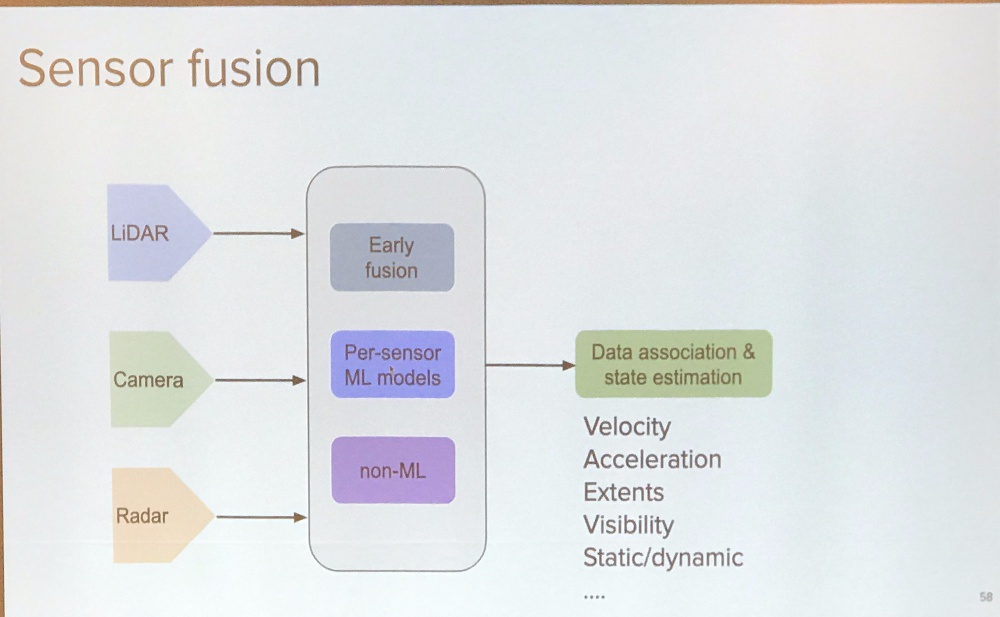 Sensor fusion
LiDAR
Camera
Radar
Early
fusion
Per-sensor
ML models
non-ML
Data association &
state estimation
Velocity
Acceleration
Extents
Visibility
Static/dynamic
....
58